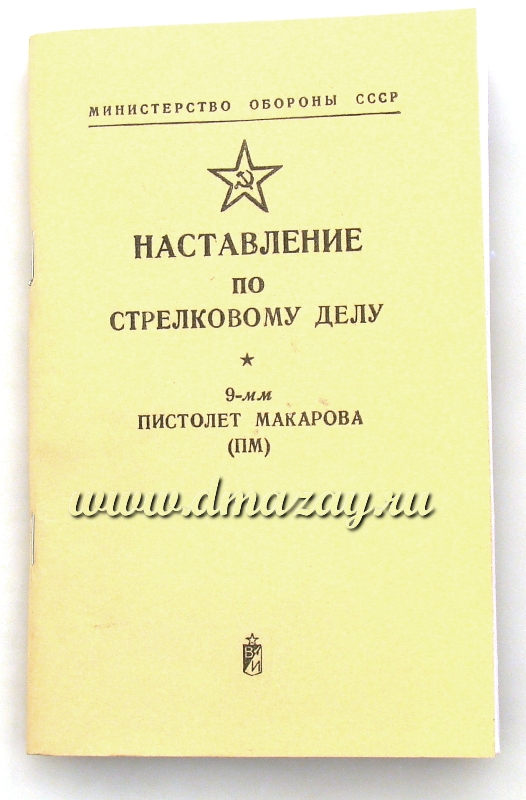 МИНИСТЕРСТВО ОБОРОНЫ СССР
НАСТАВЛЕНИЕ
ПО
СТРЕЛКОВОМУ ДЕЛУ
9-мм
ПИСТОЛЕТ МАКАРОВА
(ПМ)
www.dmazay.ru
В
И